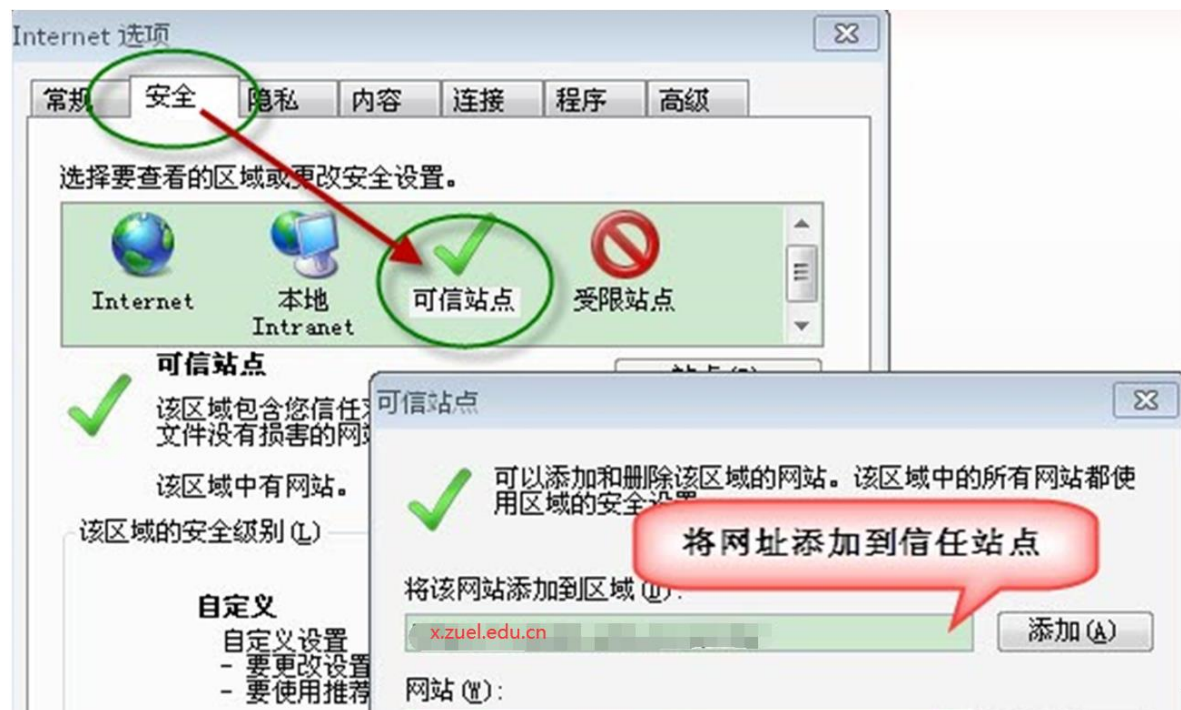 Internet 选项
常规 安全 隐私 内容 连接 程序 高级
选择要查看的区域或更改安全设置。
Internet 本地 Intranet 可信站点 受限站点
可信站点
该区域包含您信任
文件没有损害的网
该区域中有网站。
该区域的安全级别(L)
自定义
自定义设置
- 要更改设置
- 要使用推荐
可信站点
可以添加和删除该区域的网站。该区域中的所有网站都使
用区域的安全设置
将网址添加到信任站点
将该网站添加到区域(D):
x.zuel.edu.cn
添加(A)
网站(W):